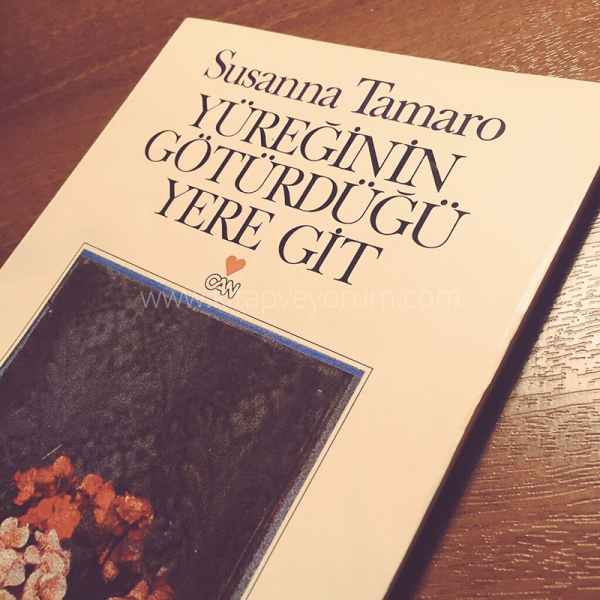 Susanna Tamaro
YÜREĞİNİN
GÖTÜRDÜĞÜ
YERE GİT
CAN
www.kitapveyorum.com